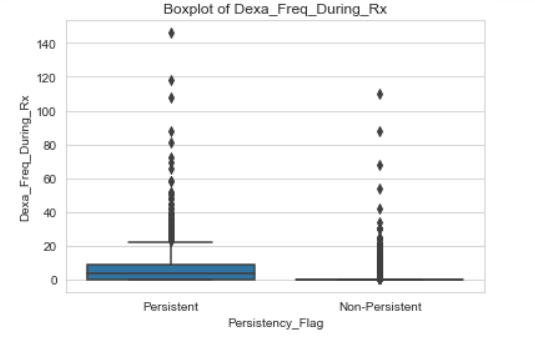 Boxplot of Dexa_Freq_During_Rx
140
120
100
80
60
40
20
0
Dexa_Freq_During_Rx
Persistent Non-Persistent
Persistency_Flag